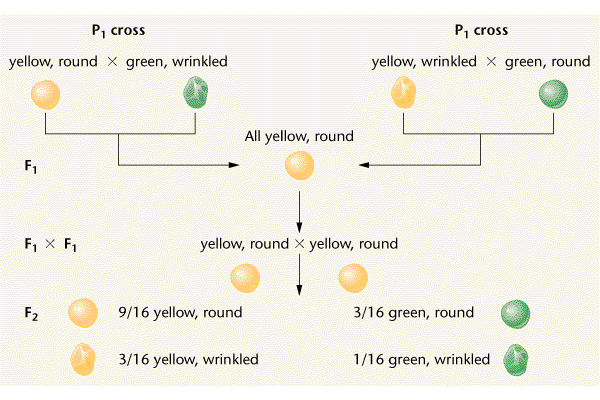 P1 cross
P1 cross
yellow, round × green, wrinkled
yellow, wrinkled × green, round
All yellow, round
F1
F1 × F1
yellow, round × yellow, round
F2
9/16 yellow, round
3/16 green, round
3/16 yellow, wrinkled
1/16 green, wrinkled